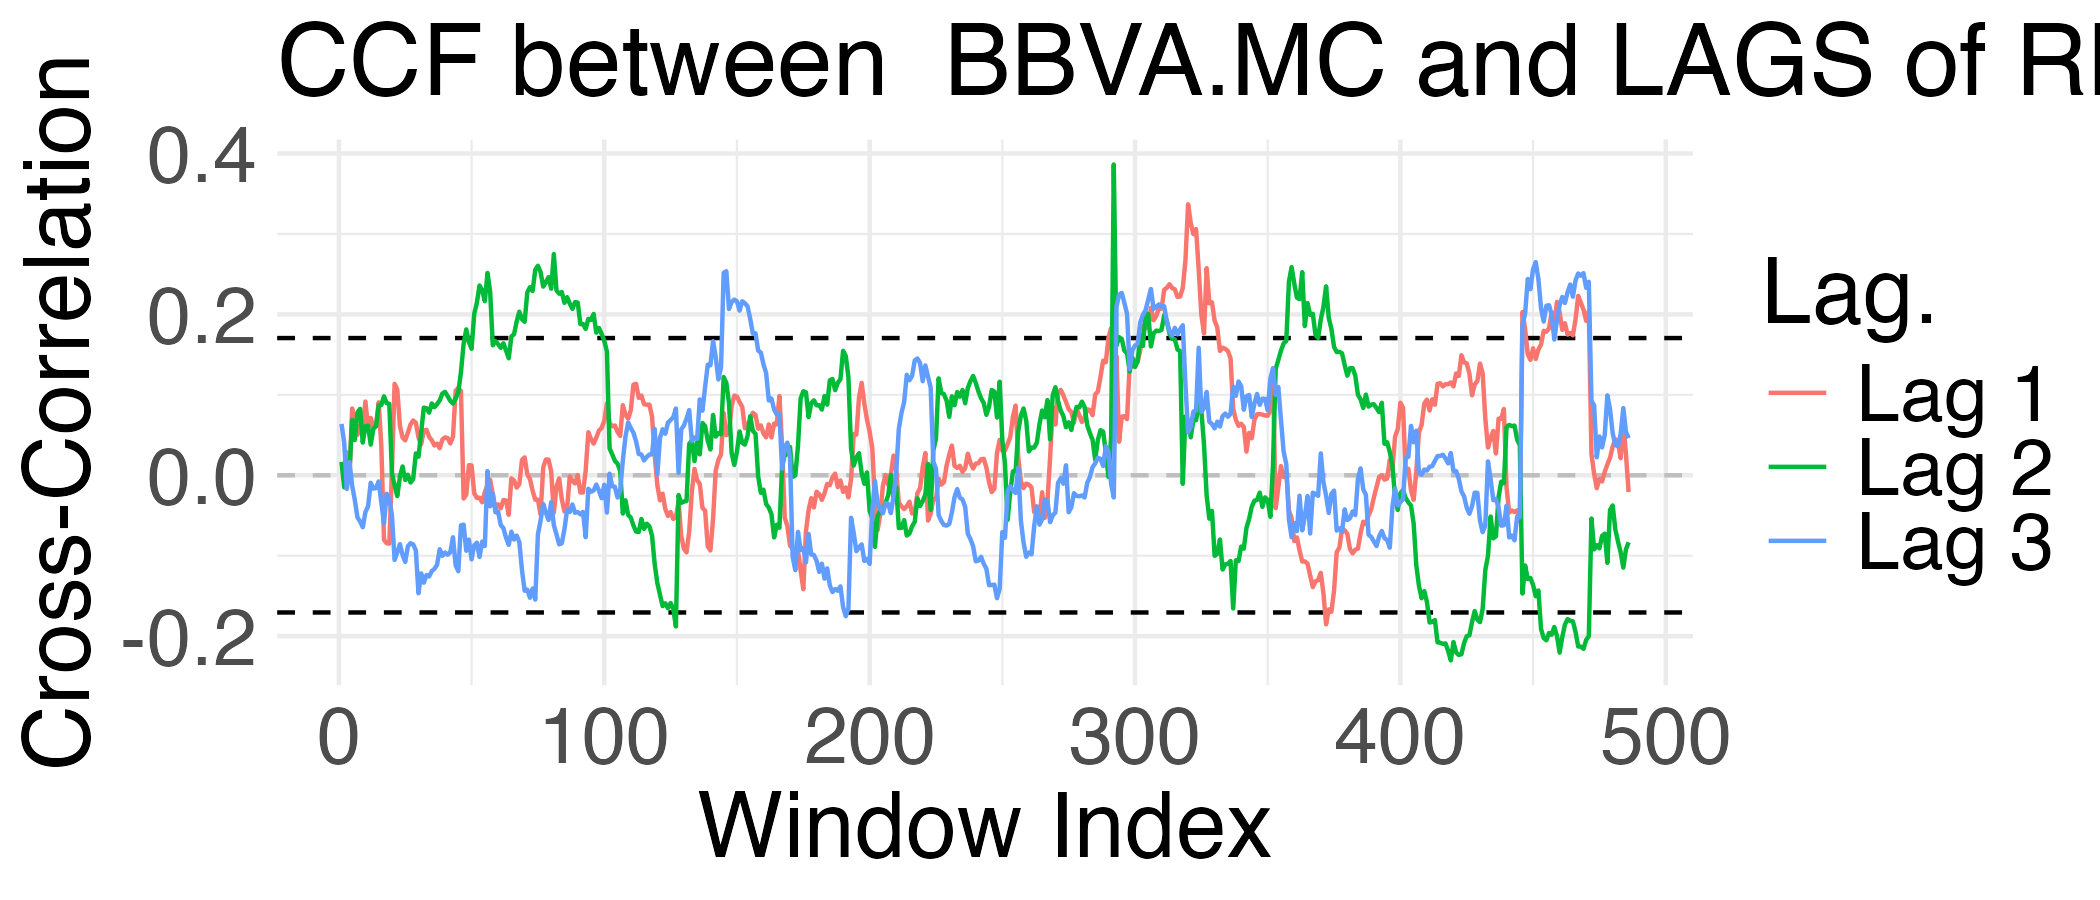 CCF between BBVA.MC and LAGS of
Cross-Correlation
0.4
0.2
0.0
-0.2
0
100
200
300
400
500
Window Index
Lag.
Lag 1
Lag 2
Lag 3